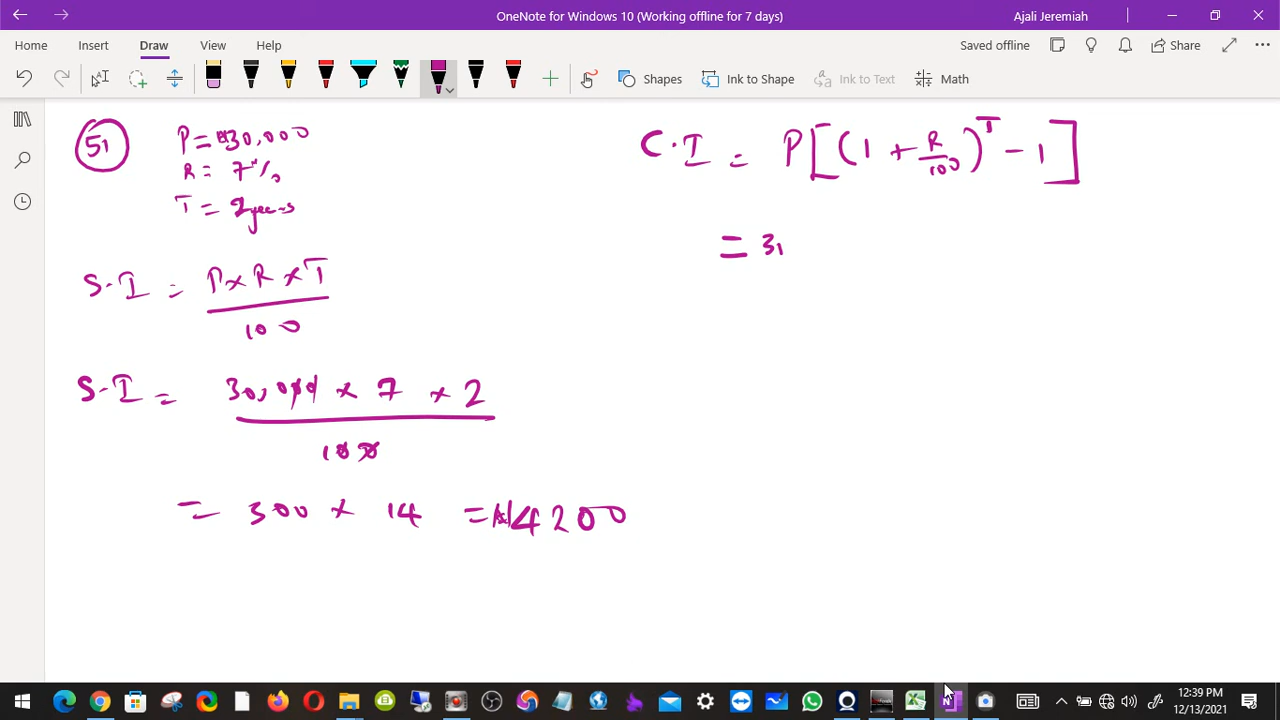 OneNote for Windows 10 (Working offline for 7 days)
Ajali Jeremiah
Home Insert Draw View Help
Saved offline
Share
Shapes
Ink to Shape
Ink to Text
Math
51
P = ₦30,000
R = 7%
T = 2years
S.I = P×R×T
100
S.I = 30,000 × 7 × 2
100
= 300 × 14 = ₦4200
C.I = P[(1 + R/100)^T - 1]
= 3
12:39 PM
12/13/2021